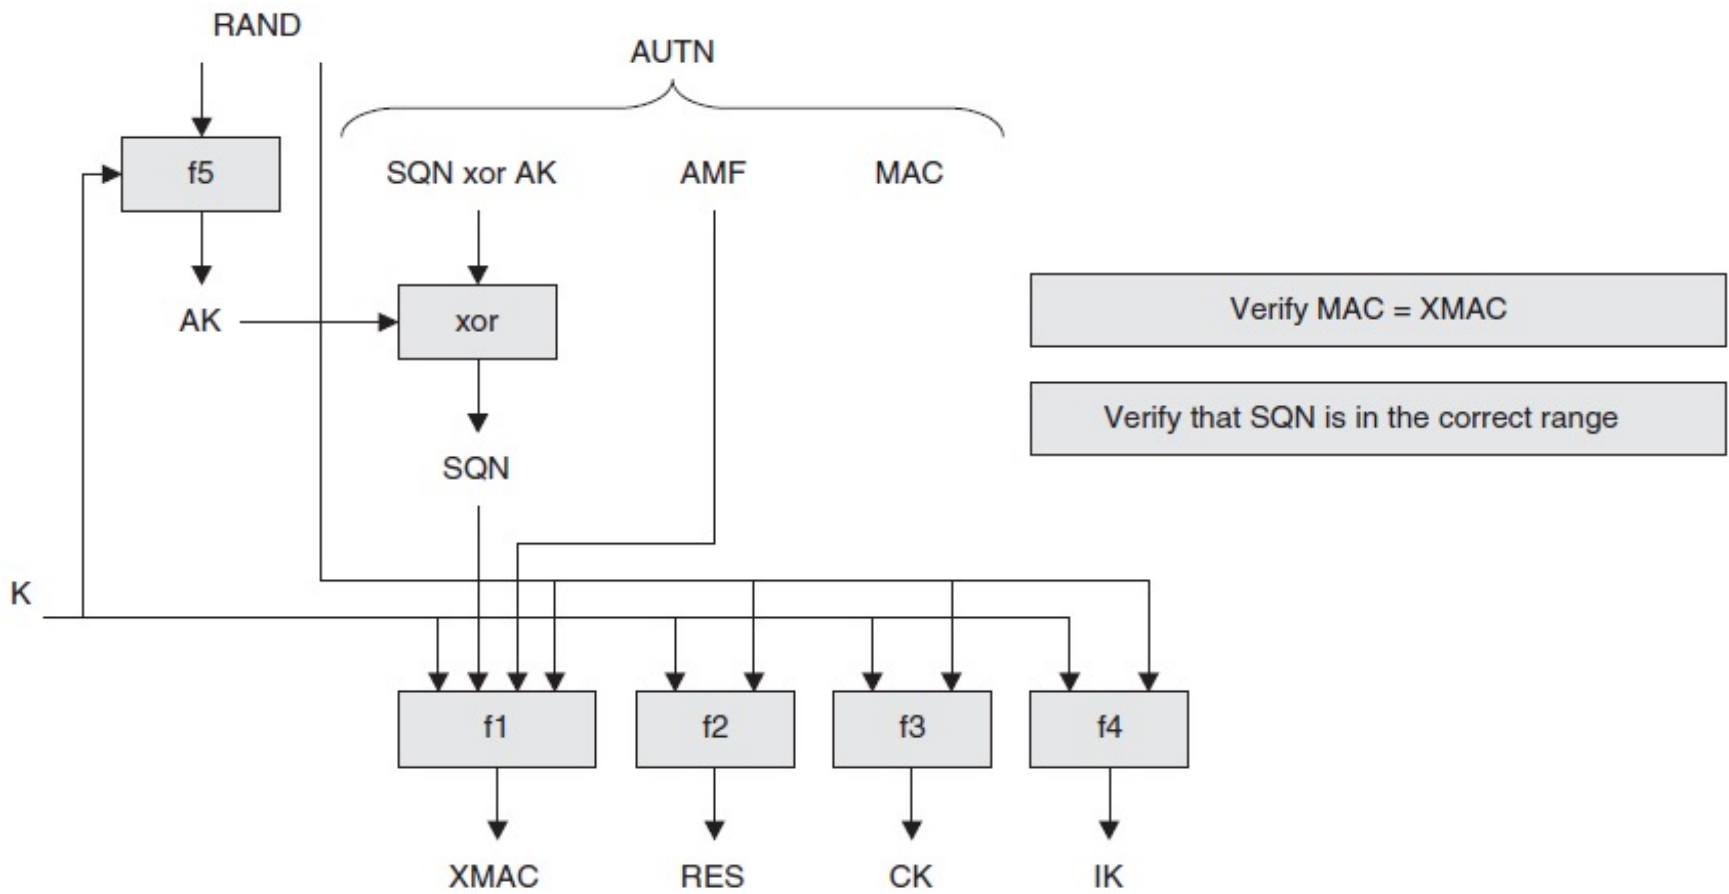 RAND
AUTN
f5
SQN xor AK
AMF
MAC
AK
xor
Verify MAC = XMAC
Verify that SQN is in the correct range
SQN
K
f1
f2
f3
f4
XMAC
RES
CK
IK